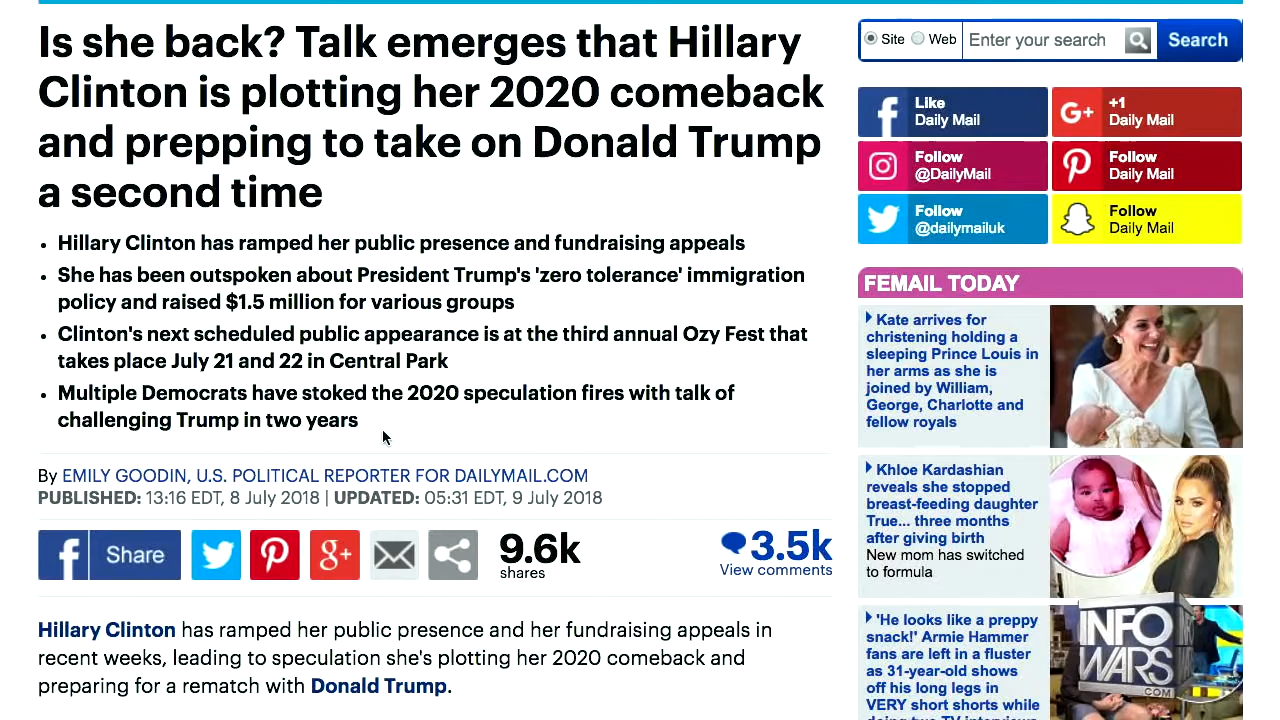 Is she back? Talk emerges that Hillary
Clinton is plotting her 2020 comeback
and prepping to take on Donald Trump
a second time
• Hillary Clinton has ramped her public presence and fundraising appeals
• She has been outspoken about President Trump's 'zero tolerance' immigration
policy and raised $1.5 million for various groups
• Clinton's next scheduled public appearance is at the third annual Ozy Fest that
takes place July 21 and 22 in Central Park
• Multiple Democrats have stoked the 2020 speculation fires with talk of
challenging Trump in two years
By EMILY GOODIN, U.S. POLITICAL REPORTER FOR DAILYMAIL.COM
PUBLISHED: 13:16 EDT, 8 July 2018 | UPDATED: 05:31 EDT, 9 July 2018
f Share
g+
9.6k
shares
3.5k
View comments
Hillary Clinton has ramped her public presence and her fundraising appeals in
recent weeks, leading to speculation she's plotting her 2020 comeback and
preparing for a rematch with Donald Trump.
Site Web Enter your search Search
f Like
Daily Mail
G+ +1
Daily Mail
Follow
@DailyMail
Follow
Daily Mail
Follow
@dailymailuk
Follow
Daily Mail
FEMAIL TODAY
Kate arrives for
christening holding a
sleeping Prince Louis in
her arms as she is
joined by William,
George, Charlotte and
fellow royals
Khloe Kardashian
reveals she stopped
breast-feeding daughter
True... three months
after giving birth
New mom has switched
to formula
'He looks like a preppy
snack!' Armie Hammer
fans are left in a fluster
as 31-year-old shows
off his long legs in
VERY short shorts while
doing two TV interviews
INFO
WARS
.COM